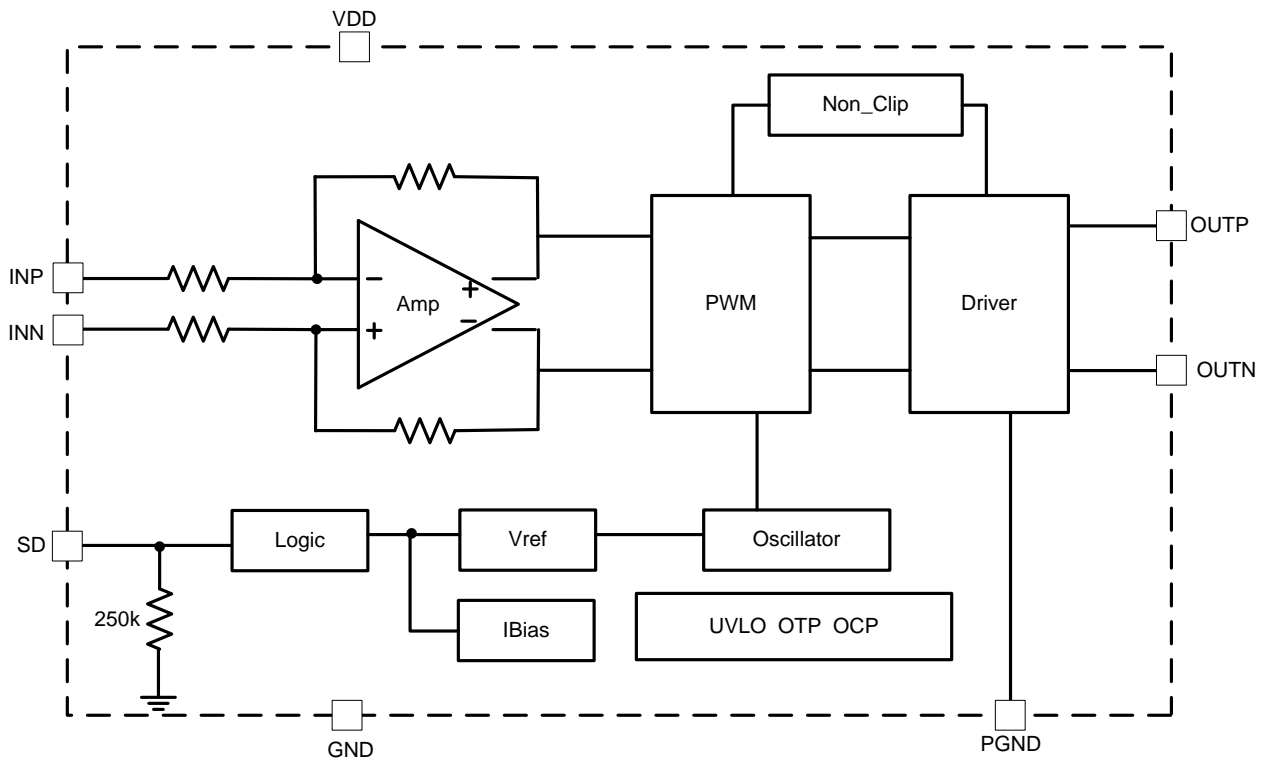 VDD
Non_Clip
OUTP
INP
−
+
Amp
PWM
Driver
INN
+
−
OUTN
SD
Logic
Vref
Oscillator
250k
IBias
UVLO OTP OCP
GND
PGND